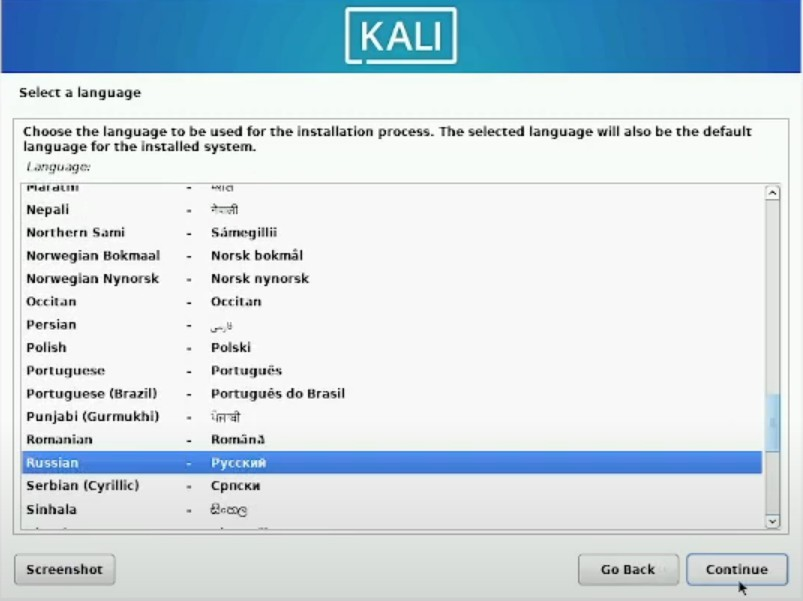 KALI
Select a language
Choose the language to be used for the installation process. The selected language will also be the default
language for the installed system.
Language:
Marathi - मराठी
Nepali - नेपाली
Northern Sami - Sámegillii
Norwegian Bokmaal - Norsk bokmål
Norwegian Nynorsk - Norsk nynorsk
Occitan - Occitan
Persian - فارسی
Polish - Polski
Portuguese - Português
Portuguese (Brazil) - Português do Brasil
Punjabi (Gurmukhi) - ਪੰਜਾਬੀ
Romanian - Română
Russian - Русский
Serbian (Cyrillic) - Српски
Sinhala - සිංහල
Screenshot Go Back Continue